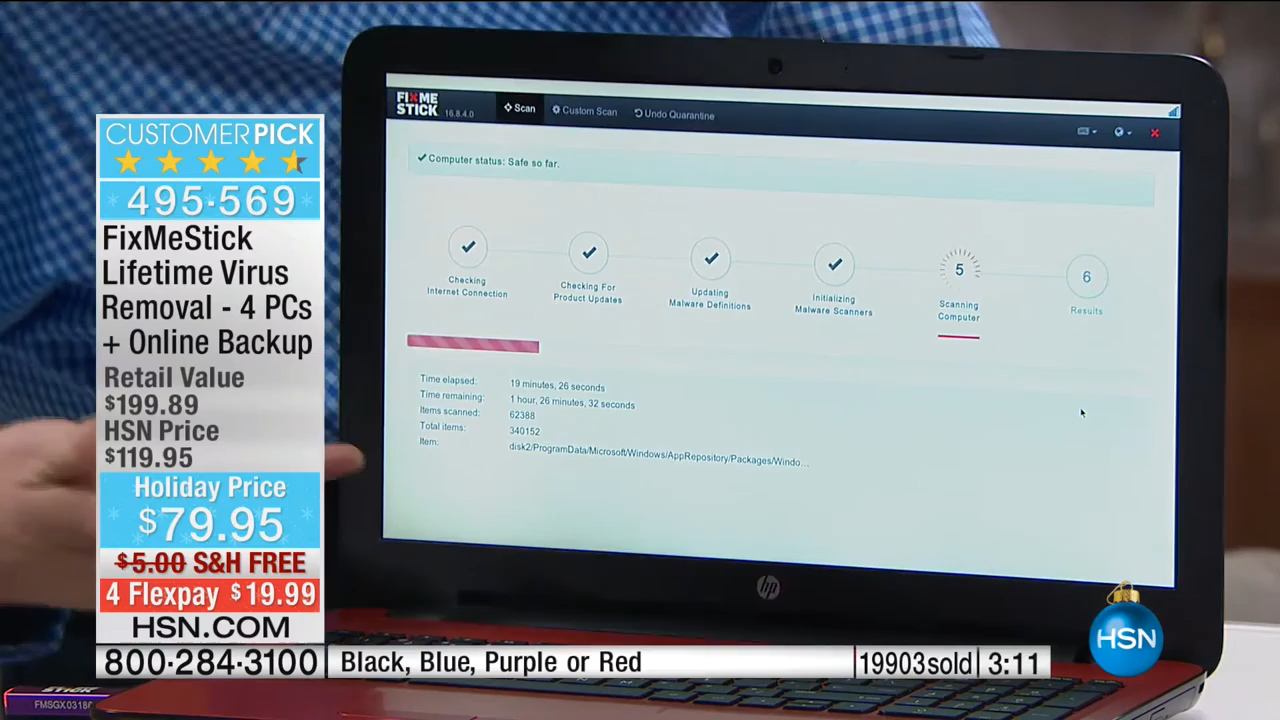 CUSTOMER PICK
495-569
FixMeStick
Lifetime Virus
Removal - 4 PCs
+ Online Backup
Retail Value
$199.89
HSN Price
$119.95
Holiday Price
$79.95
$5.00 S&H FREE
4 Flexpay $19.99
HSN.COM
800-284-3100
Black, Blue, Purple or Red
19903 sold
3:11
HSN
FIXME
STICK 16.8.4.0
Scan
Custom Scan
Undo Quarantine
Computer status: Safe so far.
Checking
Internet Connection
Checking For
Product Updates
Updating
Malware Definitions
Initializing
Malware Scanners
5
Scanning
Computer
6
Results
Time elapsed: 19 minutes, 26 seconds
Time remaining: 1 hour, 26 minutes, 32 seconds
Items scanned: 62388
Total items: 340152
Item: disk2/ProgramData/Microsoft/Windows/AppRepository/Packages/Windo...
hp
STICK